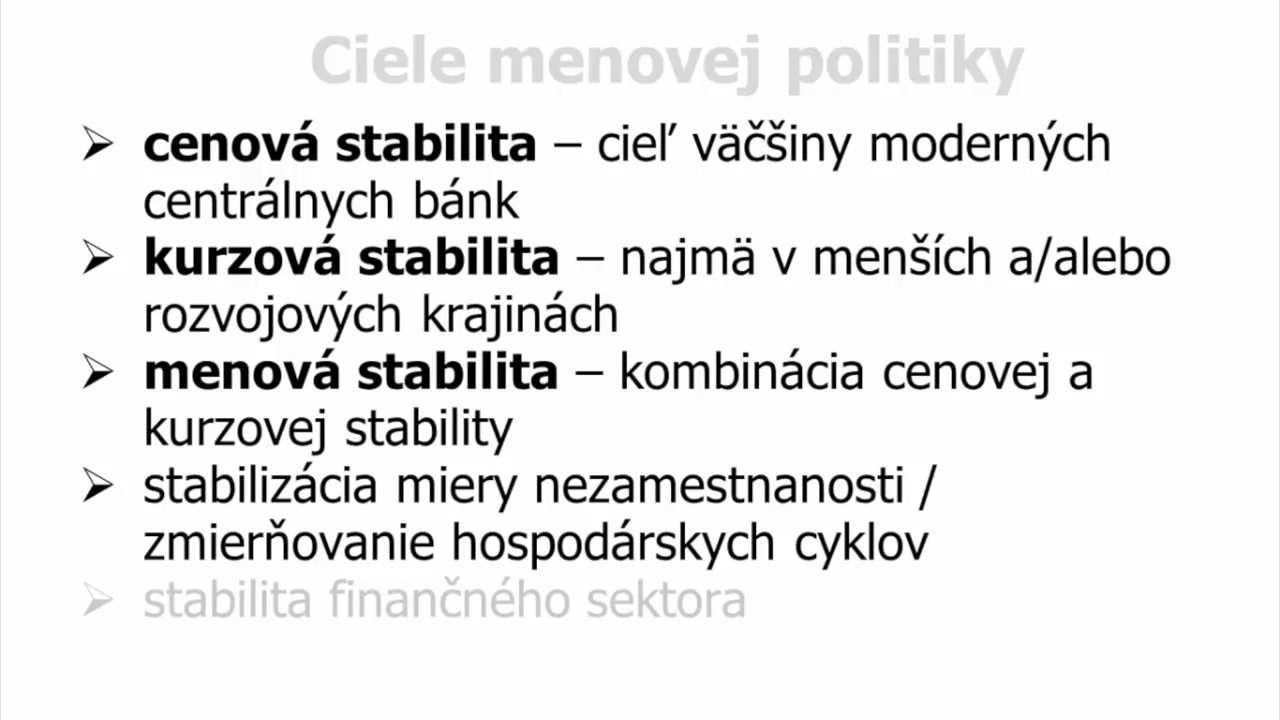 Ciele menovej politiky
➢ cenová stabilita – cieľ väčšiny moderných
centrálnych bánk
➢ kurzová stabilita – najmä v menších a/alebo
rozvojových krajinách
➢ menová stabilita – kombinácia cenovej a
kurzovej stability
➢ stabilizácia miery nezamestnanosti /
zmierňovanie hospodárskych cyklov
➢ stabilita finančného sektora